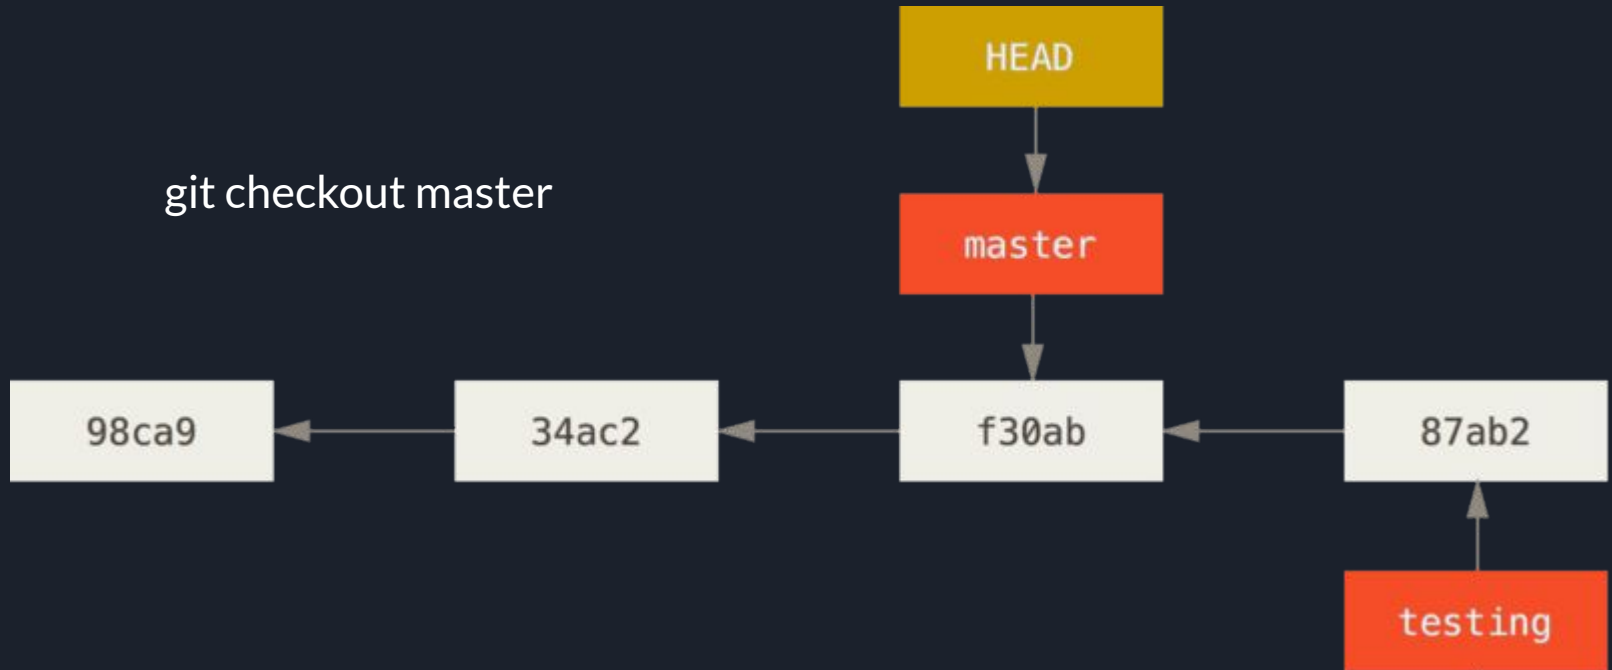 HEAD
git checkout master
master
98ca9
34ac2
f30ab
87ab2
testing